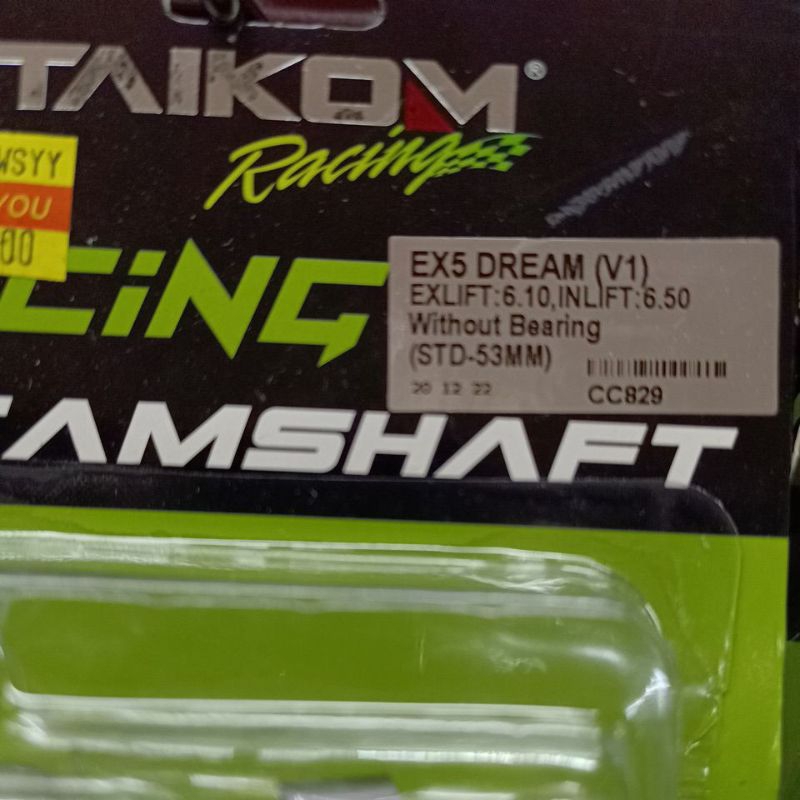 TAIKOM®
Racing
WSYY
YOU
00
CING
EX5 DREAM (V1)
EXLIFT:6.10,INLIFT:6.50
Without Bearing
(STD-53MM)
20 12 22
CC829
CAMSHAFT